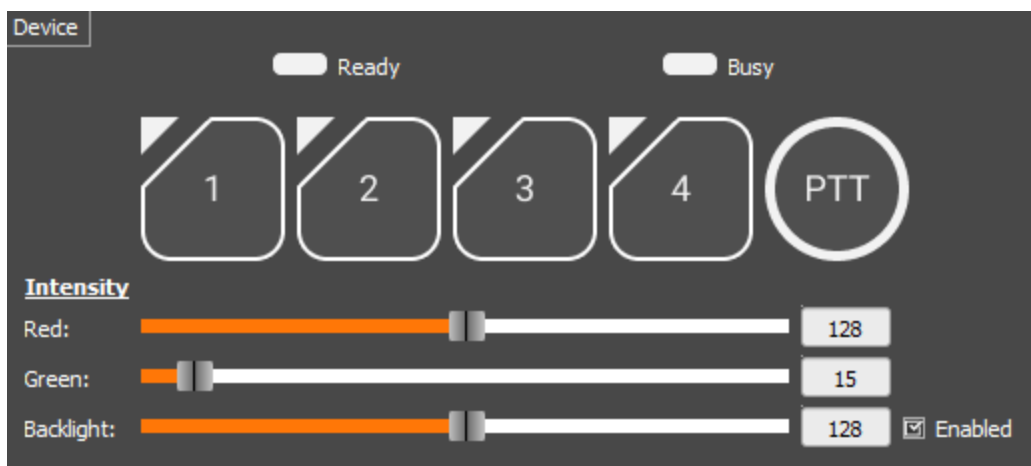 Device
Ready Busy
1 2 3 4 PTT
Intensity
Red: 128
Green: 15
Backlight: 128 Enabled